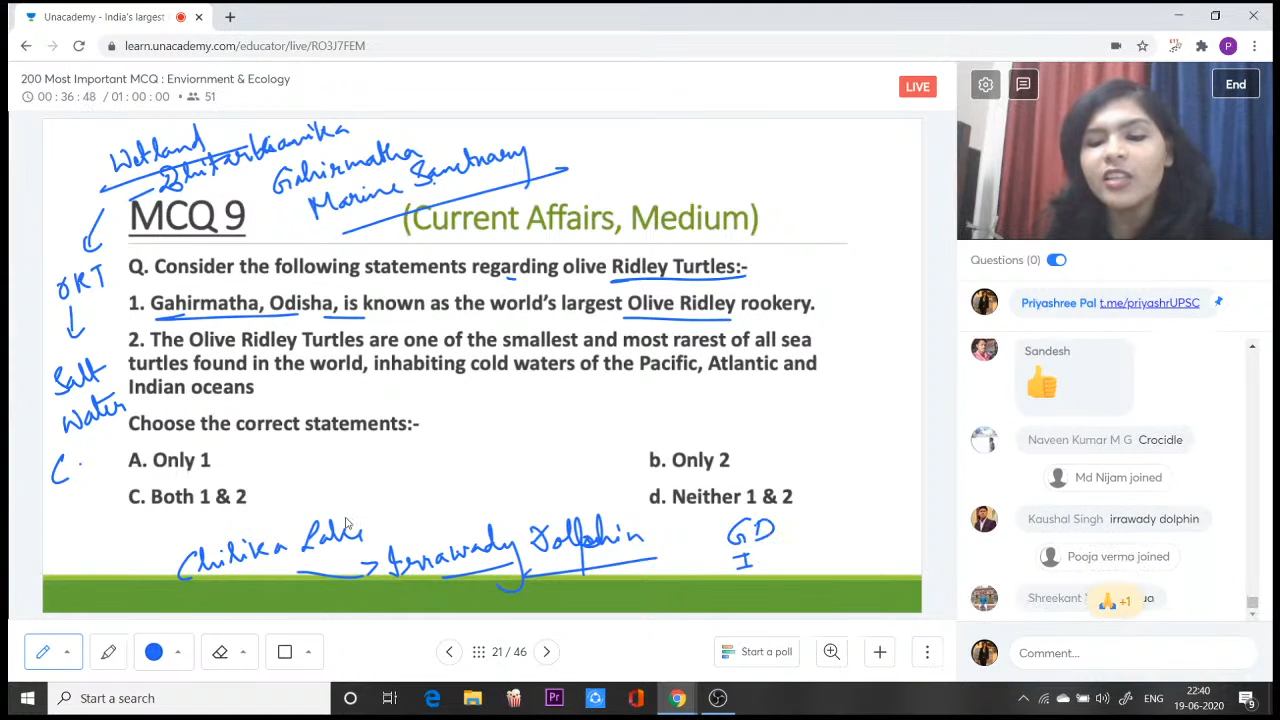 Unacademy - India's largest
learn.unacademy.com/educator/live/RO3J7FEM
200 Most Important MCQ : Enviornment & Ecology
00 : 36 : 48 / 01 : 00 : 00 • 51
LIVE
End
Wetland
Bhitarkanika
Gahirmatha
Marine Sanctuary
MCQ 9
(Current Affairs, Medium)
Q. Consider the following statements regarding olive Ridley Turtles:-
1. Gahirmatha, Odisha, is known as the world's largest Olive Ridley rookery.
2. The Olive Ridley Turtles are one of the smallest and most rarest of all sea
turtles found in the world, inhabiting cold waters of the Pacific, Atlantic and
Indian oceans
Choose the correct statements:-
A. Only 1
b. Only 2
C. Both 1 & 2
d. Neither 1 & 2
ORT
Salt
Water
C
Chilika Lake
Irrawady Dolphin
GD
I
Questions (0)
Priyashree Pal t.me/priyashrUPSC
Sandesh
Naveen Kumar M G Crocidle
Md Nijam joined
Kaushal Singh irrawady dolphin
Pooja verma joined
Shreekant
+1
Comment...
21 / 46
Start a poll
Start a search
ENG
22:40
19-06-2020